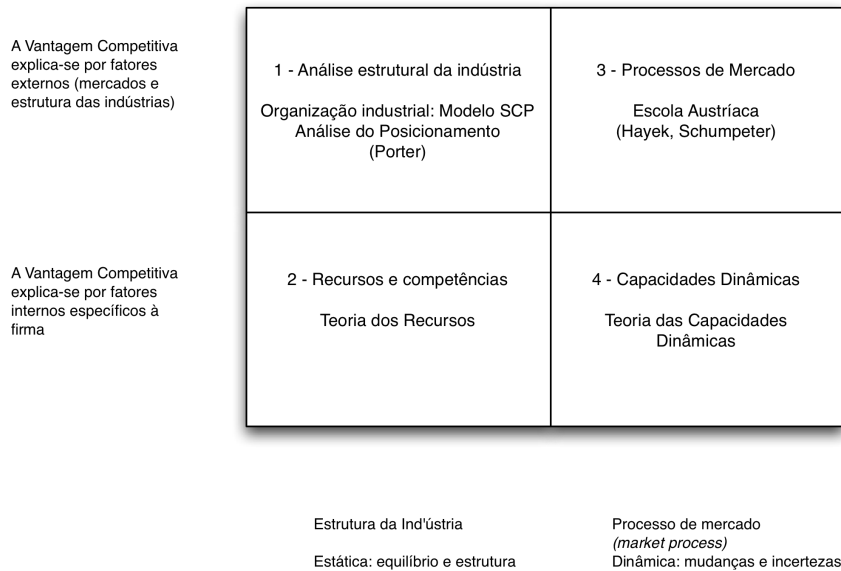 A Vantagem Competitiva
explica-se por fatores
externos (mercados e
estrutura das indústrias)
1 - Análise estrutural da indústria
Organização industrial: Modelo SCP
Análise do Posicionamento
(Porter)
3 - Processos de Mercado
Escola Austríaca
(Hayek, Schumpeter)
A Vantagem Competitiva
explica-se por fatores
internos específicos à
firma
2 - Recursos e competências
Teoria dos Recursos
4 - Capacidades Dinâmicas
Teoria das Capacidades
Dinâmicas
Estrutura da Ind'ústria
Estática: equilíbrio e estrutura
Processo de mercado
(market process)
Dinâmica: mudanças e incertezas